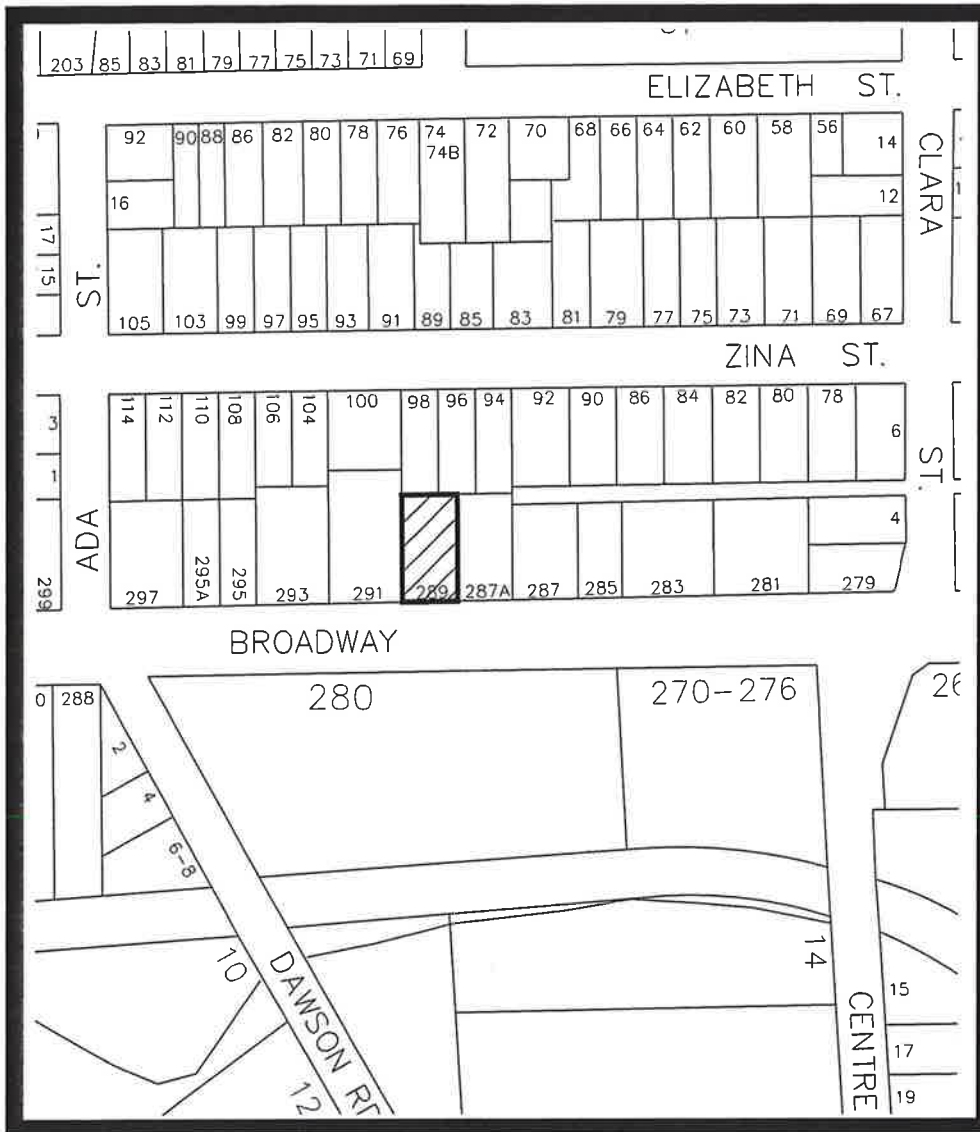 203 85 83 81 79 77 75 73 71 69
ELIZABETH ST.
92 90 88 86 82 80 78 76 74 72 70 68 66 64 62 60 58 56 14
74B
16 12
CLARA
17
15
ST.
105 103 99 97 95 93 91 89 85 83 81 79 77 75 73 71 69 67
ZINA ST.
114 112 110 108 106 104 100 98 96 94 92 90 86 84 82 80 78 6
3
1
ST.
ADA
4
299
297 295A 295 293 291 289 287A 287 285 283 281 279
BROADWAY
288 280 270-276
2
4
6-8
10
DAWSON
12
14
CENTRE
15
17
19